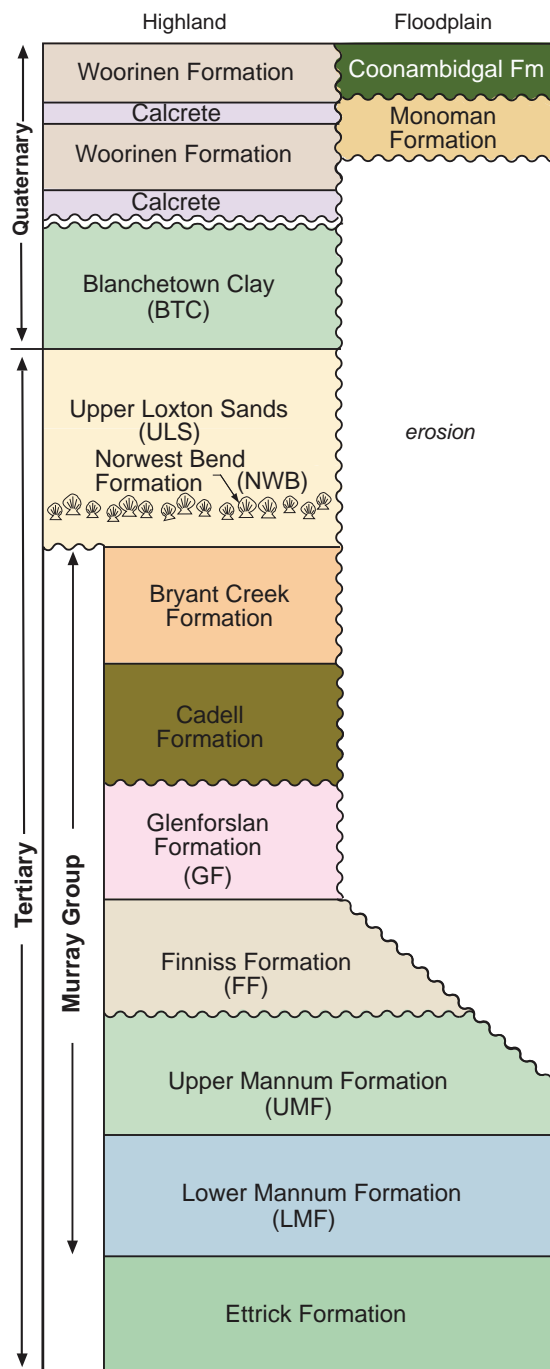 Highland
Floodplain
Quaternary
Woorinen Formation
Coonambidgal Fm
Calcrete
Monoman
Formation
Woorinen Formation
Calcrete
Blanchetown Clay
(BTC)
Tertiary
Upper Loxton Sands
(ULS)
Norwest Bend
Formation
(NWB)
erosion
Murray Group
Bryant Creek
Formation
Cadell
Formation
Glenforslan
Formation
(GF)
Finniss Formation
(FF)
Upper Mannum Formation
(UMF)
Lower Mannum Formation
(LMF)
Ettrick Formation